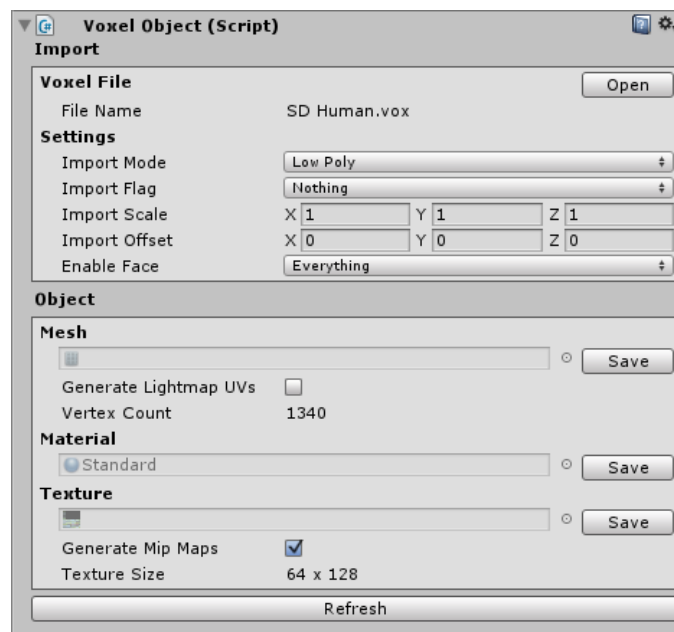 Voxel Object (Script)
Import
Voxel File Open
File Name SD Human.vox
Settings
Import Mode Low Poly
Import Flag Nothing
Import Scale X 1 Y 1 Z 1
Import Offset X 0 Y 0 Z 0
Enable Face Everything
Object
Mesh
Save
Generate Lightmap UVs
Vertex Count 1340
Material
Standard Save
Texture
Save
Generate Mip Maps
Texture Size 64 x 128
Refresh